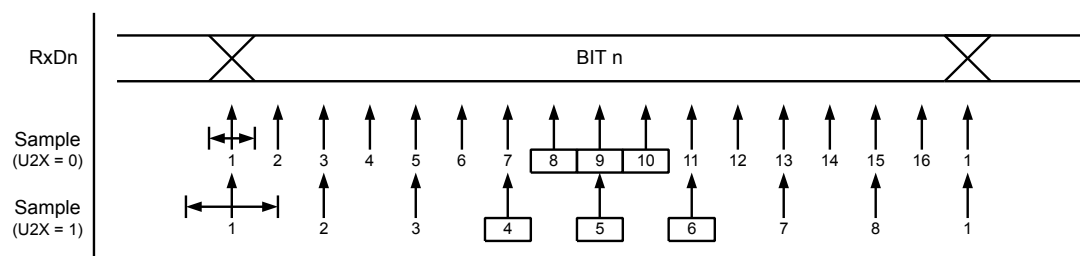 RxDn BIT n
Sample
(U2X = 0) 1 2 3 4 5 6 7 8 9 10 11 12 13 14 15 16 1
Sample
(U2X = 1) 1 2 3 4 5 6 7 8 1